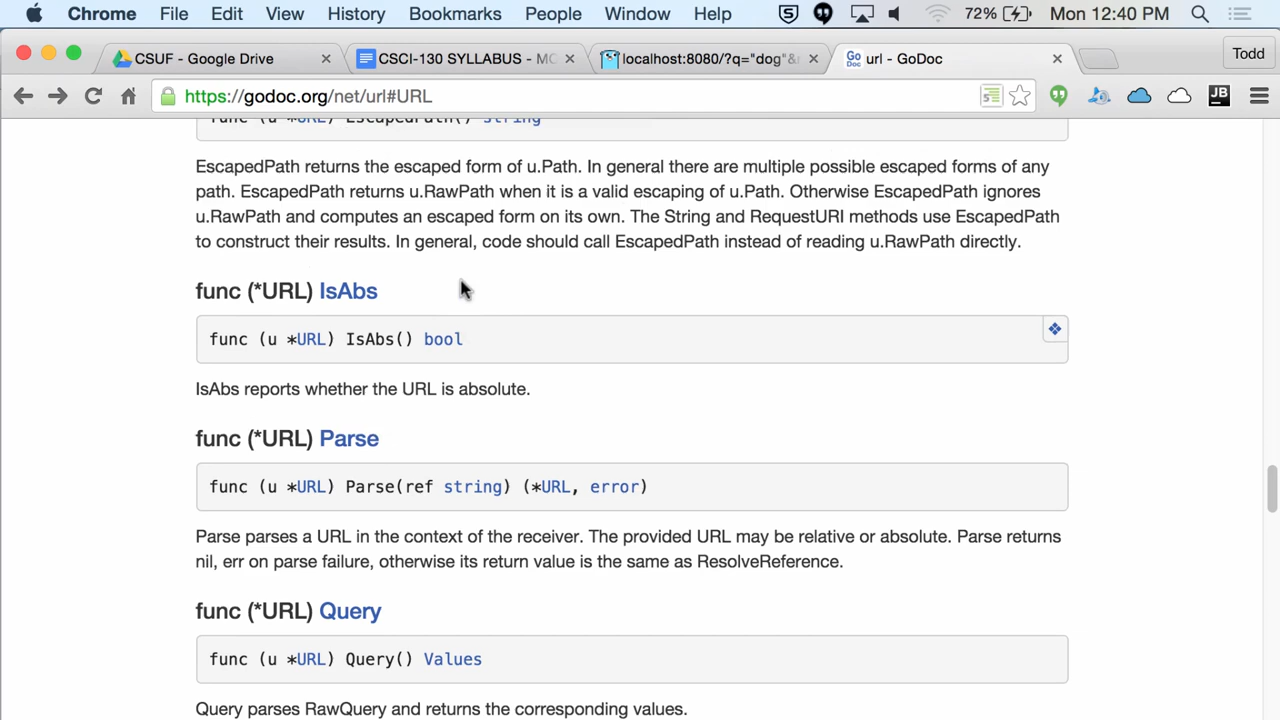 Chrome File Edit View History Bookmarks People Window Help 72% Mon 12:40 PM
CSUF - Google Drive CSCI-130 SYLLABUS - MC localhost:8080/?q="dog"& Go Doc url - GoDoc Todd
https://godoc.org/net/url#URL JB
func (u *URL) EscapedPath() string
EscapedPath returns the escaped form of u.Path. In general there are multiple possible escaped forms of any
path. EscapedPath returns u.RawPath when it is a valid escaping of u.Path. Otherwise EscapedPath ignores
u.RawPath and computes an escaped form on its own. The String and RequestURI methods use EscapedPath
to construct their results. In general, code should call EscapedPath instead of reading u.RawPath directly.
func (*URL) IsAbs
func (u *URL) IsAbs() bool
IsAbs reports whether the URL is absolute.
func (*URL) Parse
func (u *URL) Parse(ref string) (*URL, error)
Parse parses a URL in the context of the receiver. The provided URL may be relative or absolute. Parse returns
nil, err on parse failure, otherwise its return value is the same as ResolveReference.
func (*URL) Query
func (u *URL) Query() Values
Query parses RawQuery and returns the corresponding values.